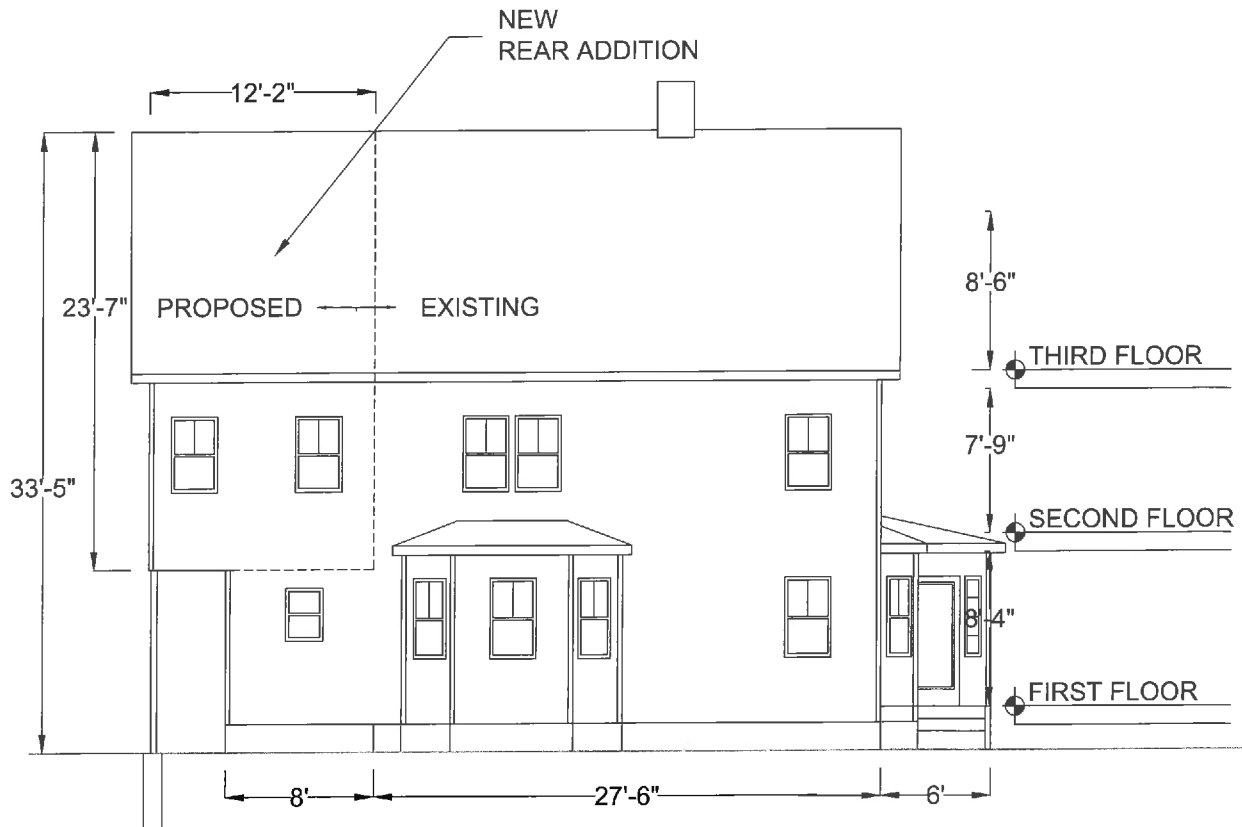 NEW
REAR ADDITION
12'-2"
8'-6"
23'-7"
PROPOSED
EXISTING
THIRD FLOOR
7'-9"
33'-5"
SECOND FLOOR
8'-4"
FIRST FLOOR
8'
27'-6"
6'